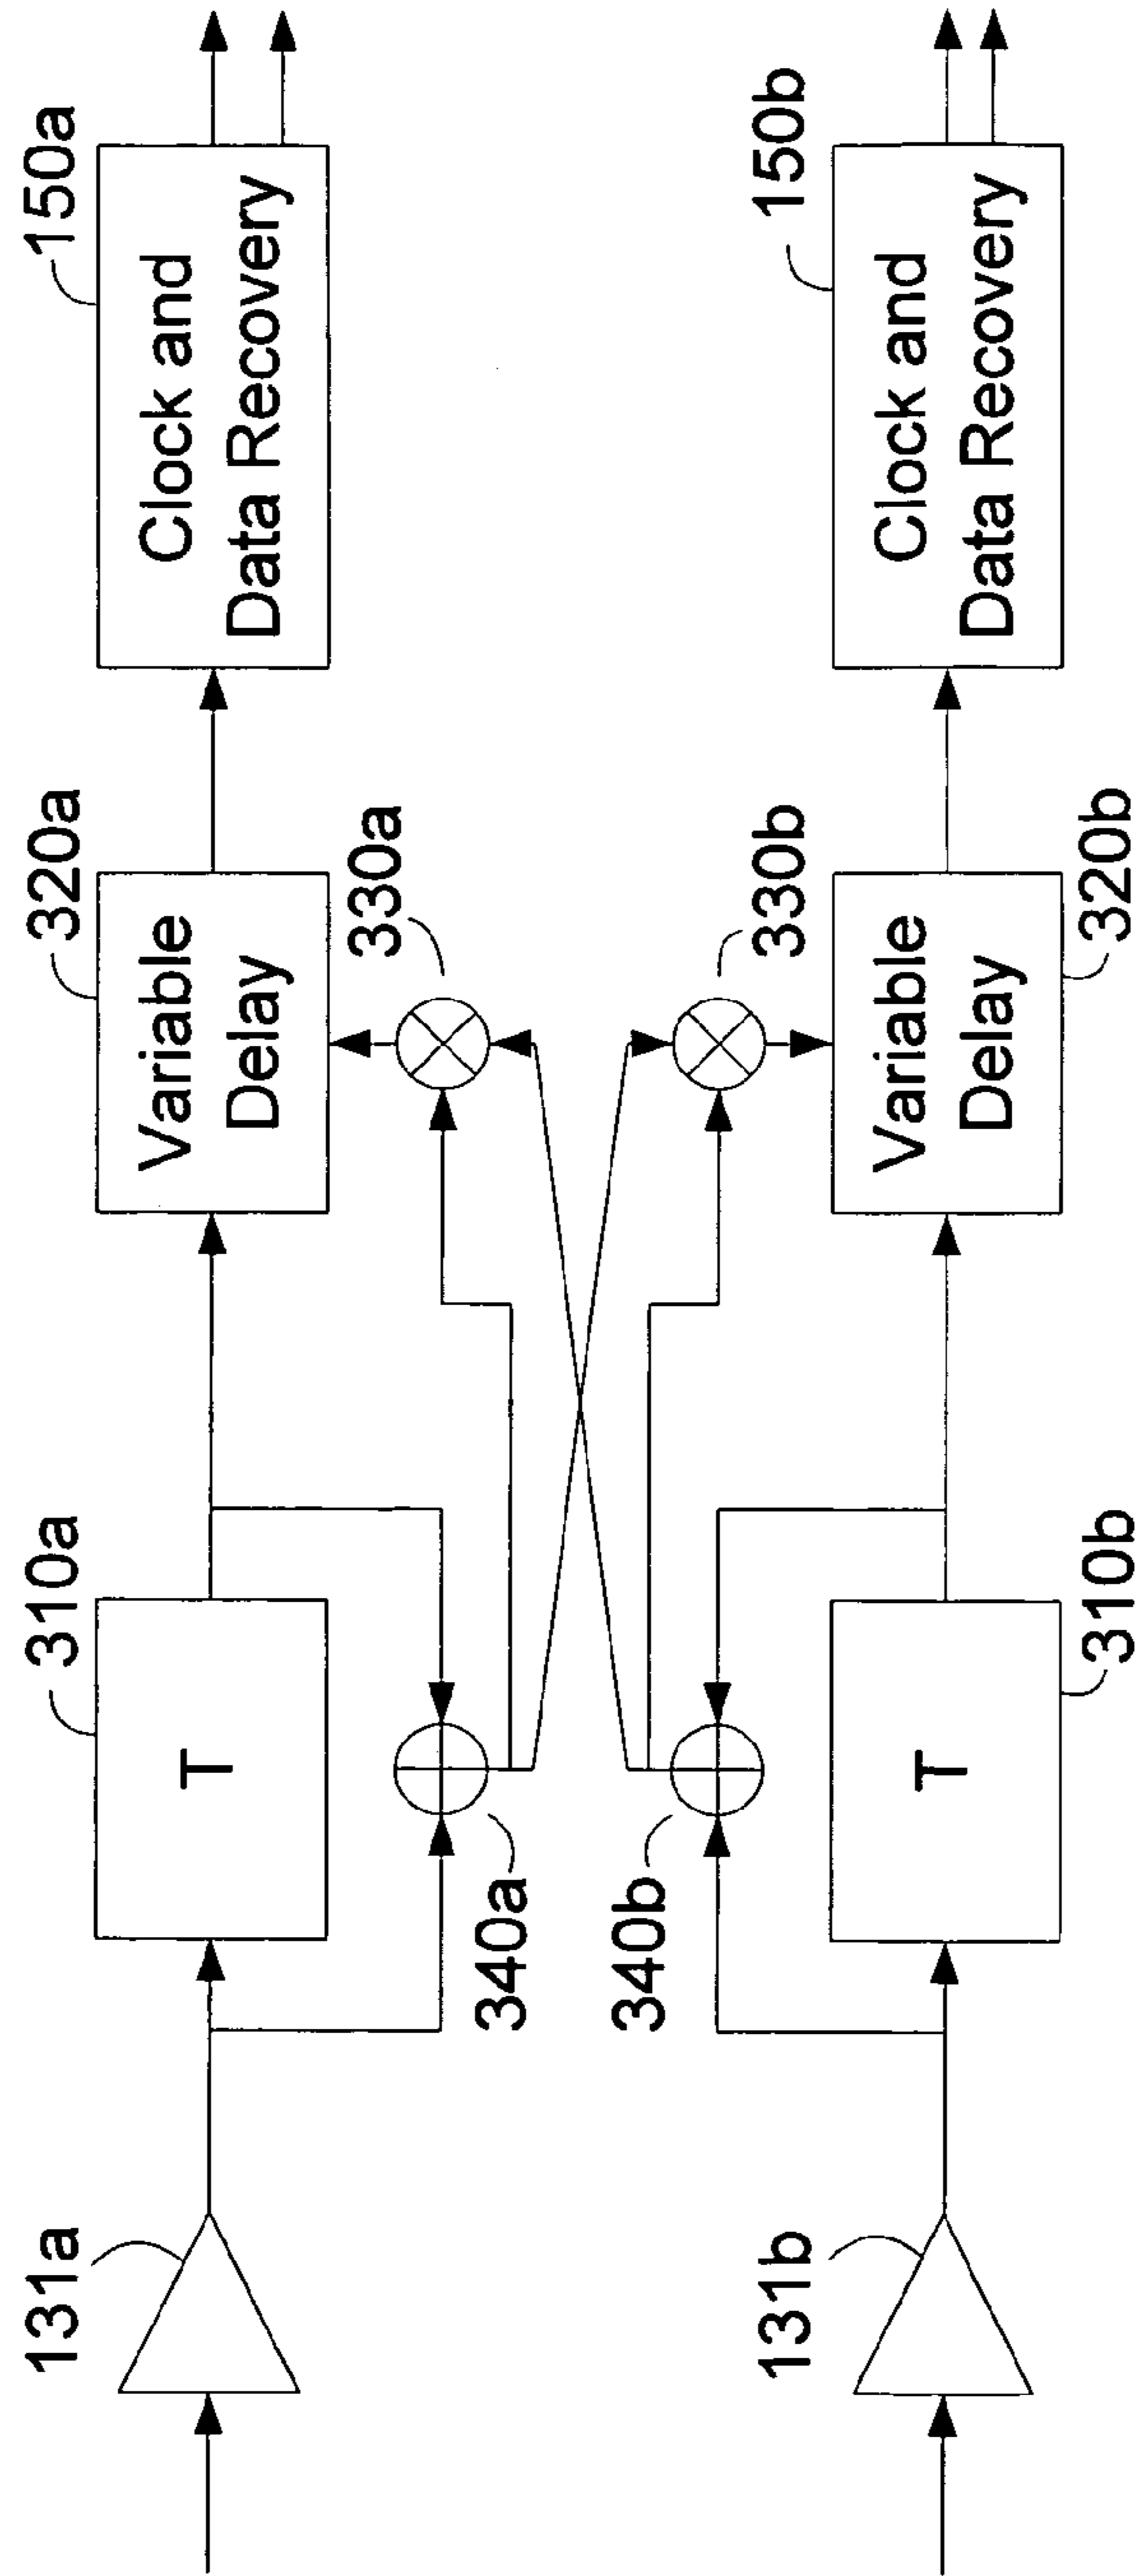 131a
T
310a
Variable
Delay
320a
Clock and
Data Recovery
150a
340a
330a
340b
330b
131b
T
310b
Variable
Delay
320b
Clock and
Data Recovery
150b